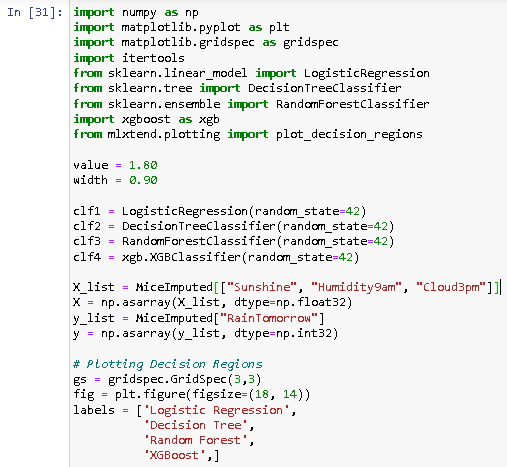 In [31]: import numpy as np
import matplotlib.pyplot as plt
import matplotlib.gridspec as gridspec
import itertools
from sklearn.linear_model import LogisticRegression
from sklearn.tree import DecisionTreeClassifier
from sklearn.ensemble import RandomForestClassifier
import xgboost as xgb
from mlxtend.plotting import plot_decision_regions
value = 1.80
width = 0.90
clf1 = LogisticRegression(random_state=42)
clf2 = DecisionTreeClassifier(random_state=42)
clf3 = RandomForestClassifier(random_state=42)
clf4 = xgb.XGBClassifier(random_state=42)
X_list = MiceImputed[["Sunshine", "Humidity9am", "Cloud3pm"]]
X = np.asarray(X_list, dtype=np.float32)
y_list = MiceImputed["RainTomorrow"]
y = np.asarray(y_list, dtype=np.int32)
# Plotting Decision Regions
gs = gridspec.GridSpec(3,3)
fig = plt.figure(figsize=(18, 14))
labels = ['Logistic Regression',
'Decision Tree',
'Random Forest',
'XGBoost',]